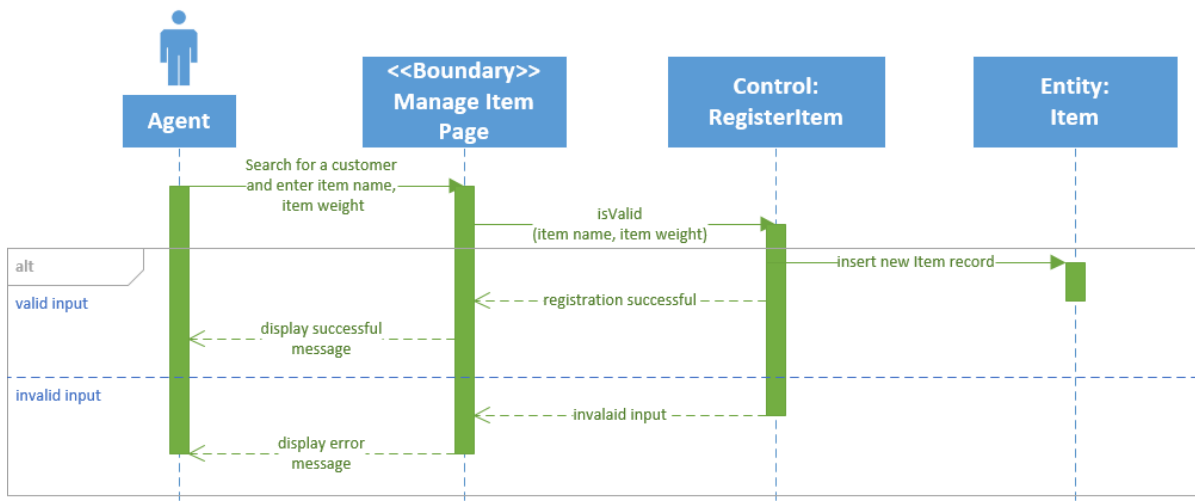 Agent
<<Boundary>>
Manage Item
Page
Control:
RegisterItem
Entity:
Item
Search for a customer
and enter item name,
item weight
isValid
(item name, item weight)
alt
insert new Item record
valid input
registration successful
display successful
message
invalid input
invalaid input
display error
message